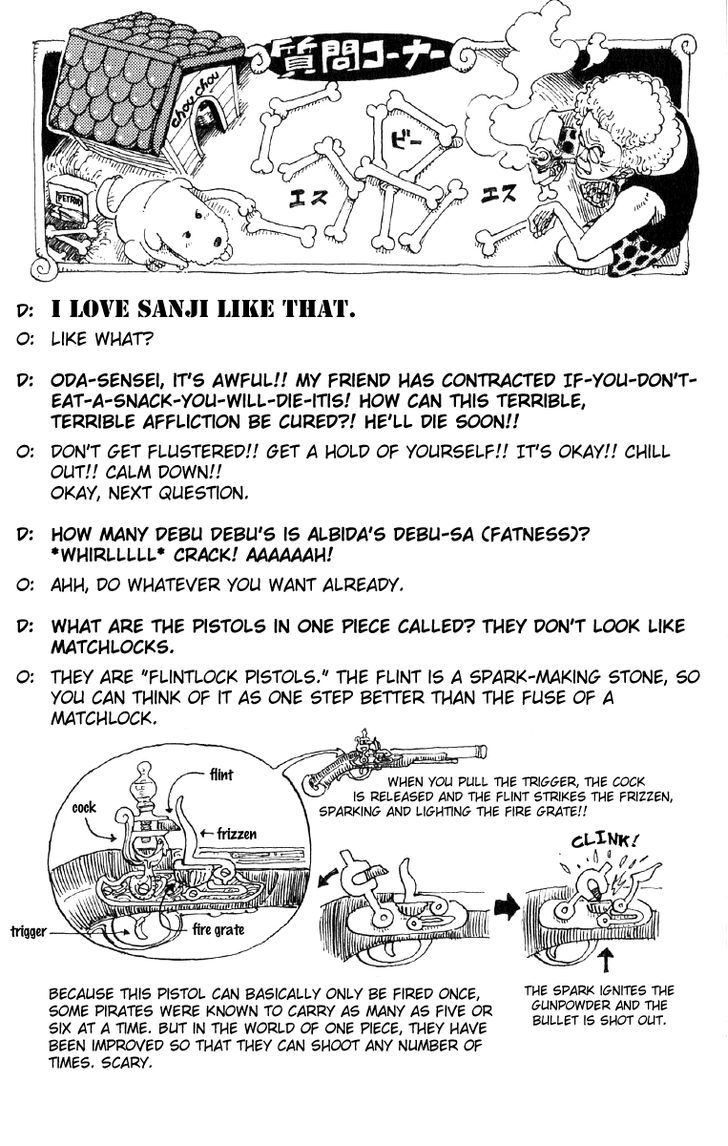 質問コーナー
chou chou
ビー
エス
エス
D: I LOVE SANJI LIKE THAT.
O: LIKE WHAT?
D: ODA-SENSEI, IT'S AWFUL!! MY FRIEND HAS CONTRACTED IF-YOU-DON'T-
EAT-A-SNACK-YOU-WILL-DIE-ITIS! HOW CAN THIS TERRIBLE,
TERRIBLE AFFLICTION BE CURED?! HE'LL DIE SOON!!
O: DON'T GET FLUSTERED!! GET A HOLD OF YOURSELF!! IT'S OKAY!! CHILL
OUT!! CALM DOWN!!
OKAY, NEXT QUESTION.
D: HOW MANY DEBU DEBU'S IS ALBIDA'S DEBU-SA (FATNESS)?
*WHIRLLLLL* CRACK! AAAAAAH!
O: AHH, DO WHATEVER YOU WANT ALREADY.
D: WHAT ARE THE PISTOLS IN ONE PIECE CALLED? THEY DON'T LOOK LIKE
MATCHLOCKS.
O: THEY ARE "FLINTLOCK PISTOLS." THE FLINT IS A SPARK-MAKING STONE, SO
YOU CAN THINK OF IT AS ONE STEP BETTER THAN THE FUSE OF A
MATCHLOCK.
flint
cock
frizzen
trigger
fire grate
WHEN YOU PULL THE TRIGGER, THE COCK
IS RELEASED AND THE FLINT STRIKES THE FRIZZEN,
SPARKING AND LIGHTING THE FIRE GRATE!!
CLINK!
THE SPARK IGNITES THE
GUNPOWDER AND THE
BULLET IS SHOT OUT.
BECAUSE THIS PISTOL CAN BASICALLY ONLY BE FIRED ONCE,
SOME PIRATES WERE KNOWN TO CARRY AS MANY AS FIVE OR
SIX AT A TIME. BUT IN THE WORLD OF ONE PIECE, THEY HAVE
BEEN IMPROVED SO THAT THEY CAN SHOOT ANY NUMBER OF
TIMES. SCARY.